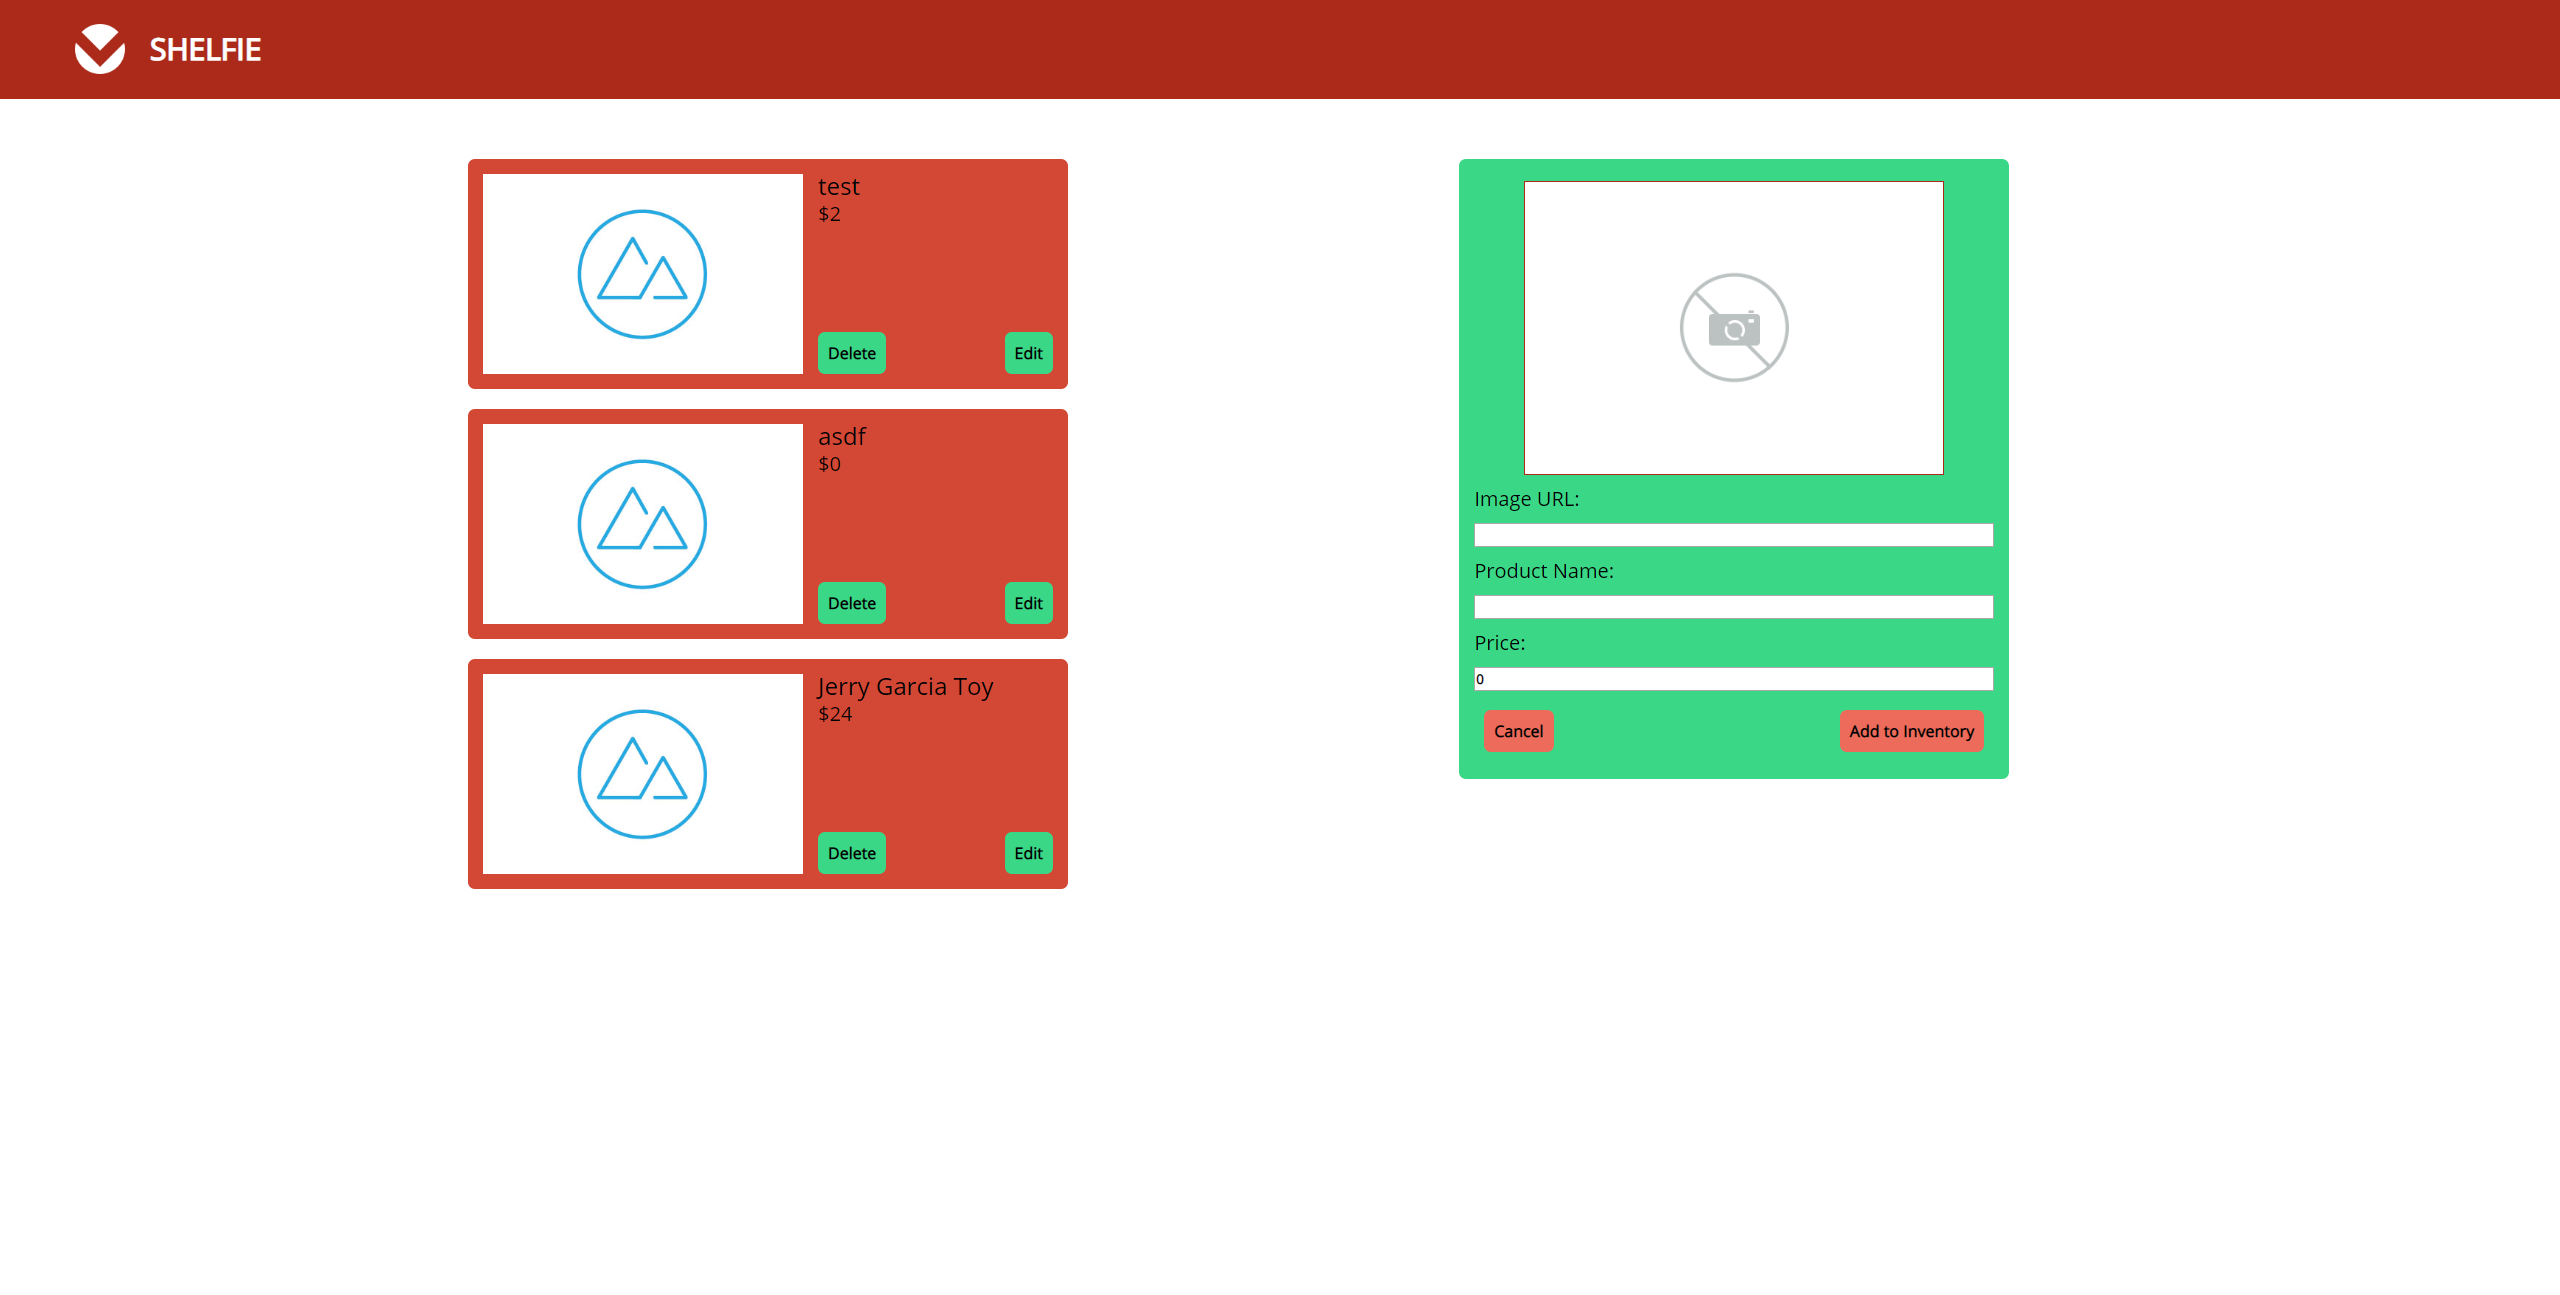 SHELFIE
test
$2
Delete Edit
asdf
$0
Delete Edit
Jerry Garcia Toy
$24
Delete Edit
Image URL:
Product Name:
Price:
0
Cancel Add to Inventory